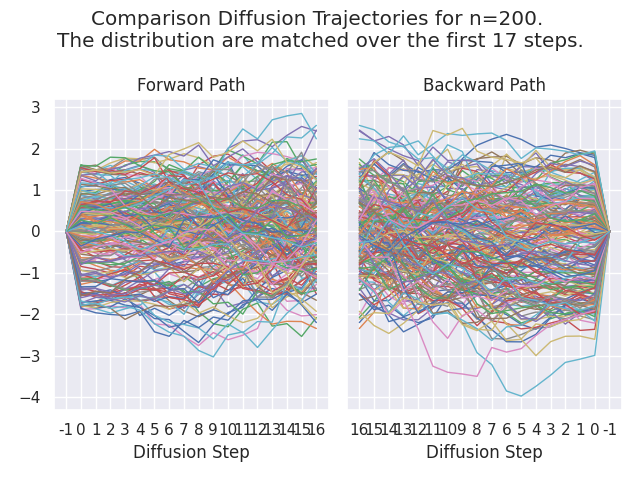 Comparison Diffusion Trajectories for n=200.
The distribution are matched over the first 17 steps.
Forward Path
Backward Path
3
2
1
0
−1
−2
−3
−4
-1 0 1 2 3 4 5 6 7 8 9 10 11 12 13 14 15 16
16 15 14 13 12 11 10 9 8 7 6 5 4 3 2 1 0 -1
Diffusion Step
Diffusion Step